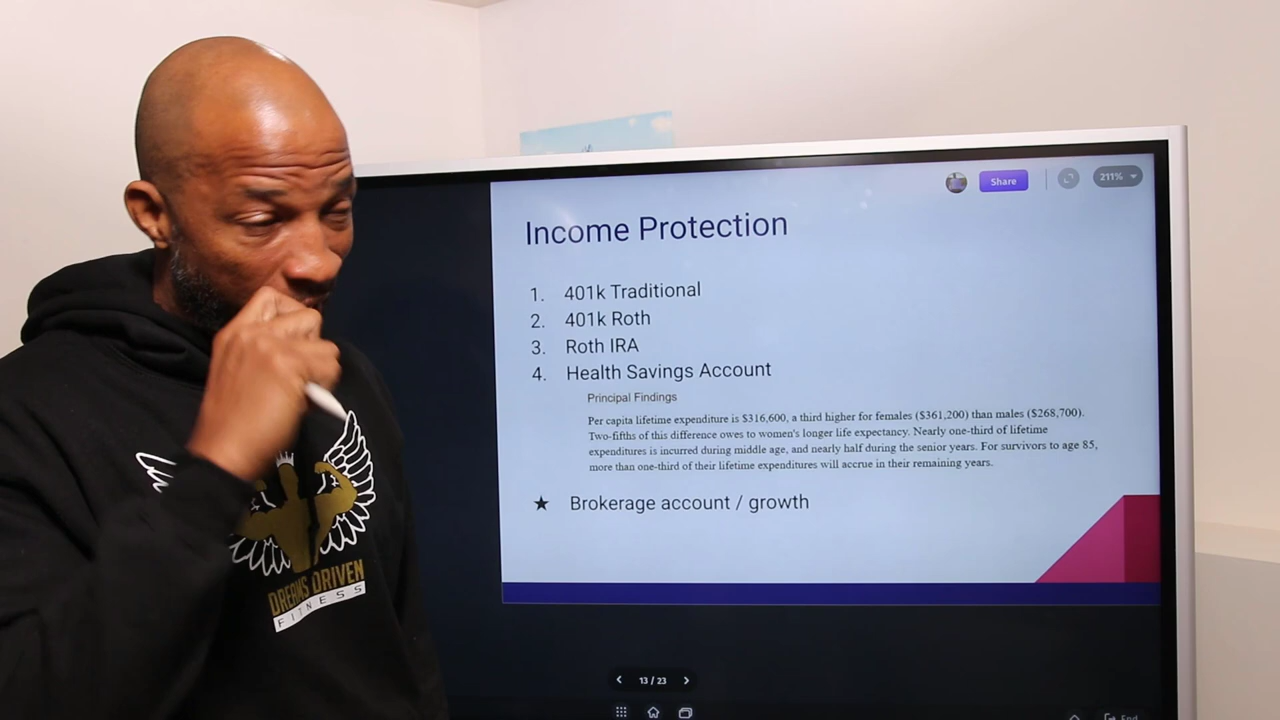 Share
211%
Income Protection
1. 401k Traditional
2. 401k Roth
3. Roth IRA
4. Health Savings Account
Principal Findings
Per capita lifetime expenditure is $316,600, a third higher for females ($361,200) than males ($268,700).
Two-fifths of this difference owes to women's longer life expectancy. Nearly one-third of lifetime
expenditures is incurred during middle age, and nearly half during the senior years. For survivors to age 85,
more than one-third of their lifetime expenditures will accrue in their remaining years.
★ Brokerage account / growth
DREAMS DRIVEN
FITNESS
13 / 23
End